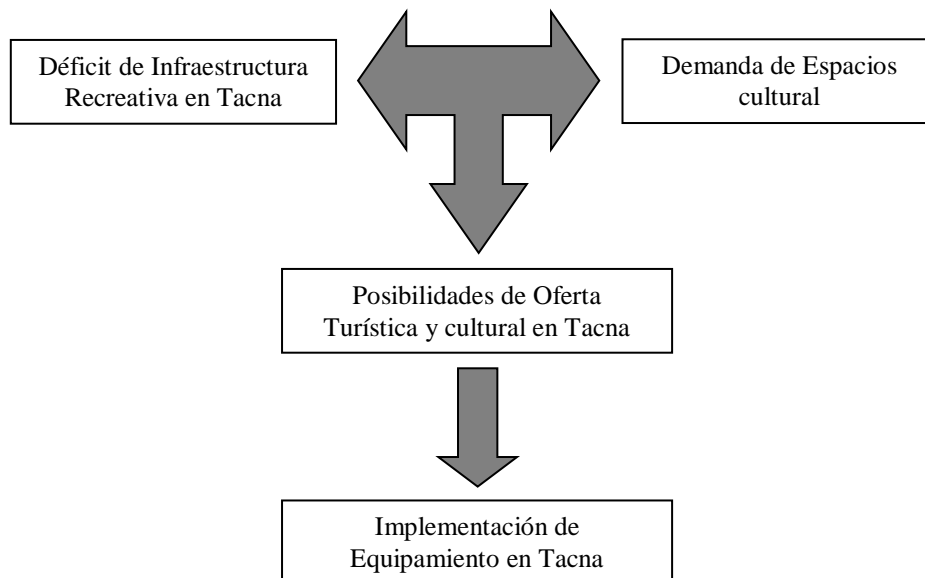 Déficit de Infraestructura
Recreativa en Tacna
Demanda de Espacios
cultural
Posibilidades de Oferta
Turística y cultural en Tacna
Implementación de
Equipamiento en Tacna